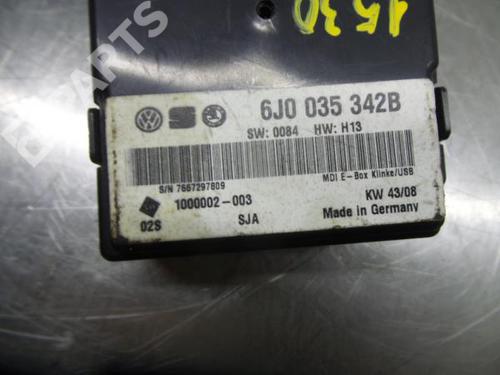 1530
6J0 035 342B
SW: 0084 HW: H13
S/N 7667297809
MDI E-Box Klinke/USB
1000002-003
KW 43/08
02S
SJA
Made in Germany
PARTS